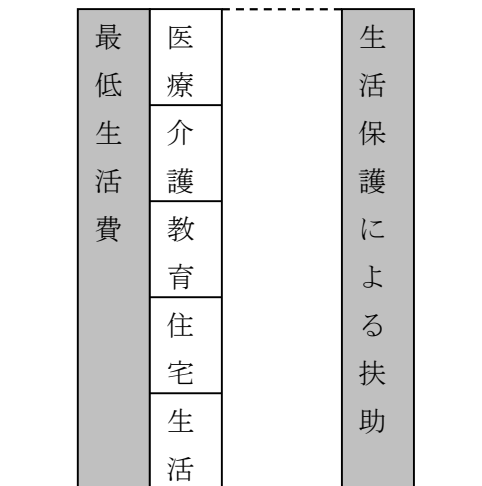 最低生活費
医療
介護
教育
住宅
生活
生活保護による扶助